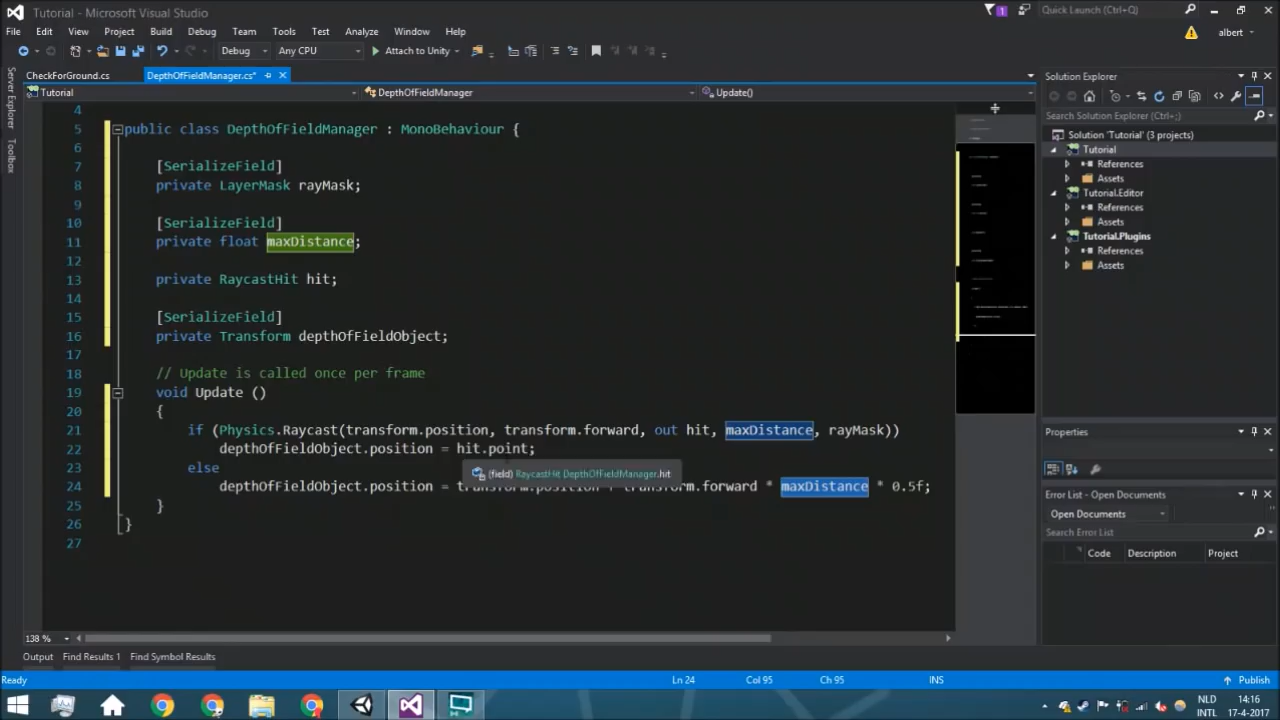 Tutorial - Microsoft Visual Studio
1
Quick Launch (Ctrl+Q)
File Edit View Project Build Debug Team Tools Test Analyze Window Help
albert
Debug Any CPU Attach to Unity
CheckForGround.cs DepthOfFieldManager.cs*
Tutorial DepthOfFieldManager Update()
Server Explorer
Toolbox
4
5 public class DepthOfFieldManager : MonoBehaviour {
6
7 [SerializeField]
8 private LayerMask rayMask;
9
10 [SerializeField]
11 private float maxDistance;
12
13 private RaycastHit hit;
14
15 [SerializeField]
16 private Transform depthOfFieldObject;
17
18 // Update is called once per frame
19 void Update ()
20 {
21 if (Physics.Raycast(transform.position, transform.forward, out hit, maxDistance, rayMask))
22 depthOfFieldObject.position = hit.point;
23 else
(field) RaycastHit DepthOfFieldManager.hit
24 depthOfFieldObject.position = transform.position + transform.forward * maxDistance * 0.5f;
25 }
26 }
27
138 %
Solution Explorer
Search Solution Explorer (Ctrl+;)
Solution 'Tutorial' (3 projects)
Tutorial
References
Assets
Tutorial.Editor
References
Assets
Tutorial.Plugins
References
Assets
Properties
Error List - Open Documents
Open Documents
Search Error List
Code Description Project
Output Find Results 1 Find Symbol Results
Ready Ln 24 Col 95 Ch 95 INS Publish
NLD 14:16
INTL 17-4-2017